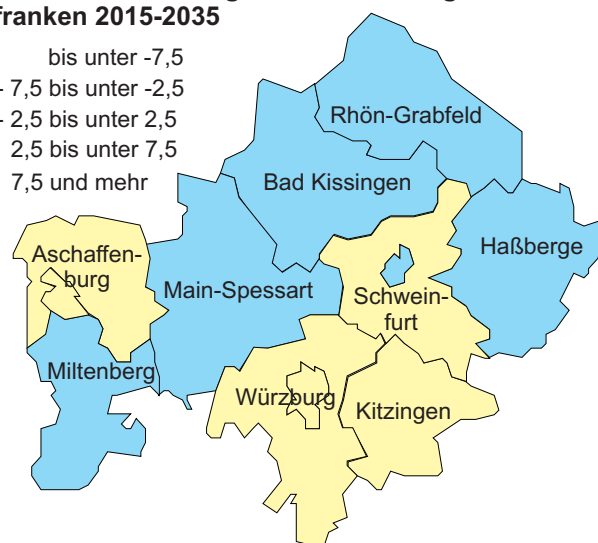 franken 2015-2035
bis unter -7,5
- 7,5 bis unter -2,5
- 2,5 bis unter 2,5
2,5 bis unter 7,5
7,5 und mehr
Rhön-Grabfeld
Bad Kissingen
Haßberge
Aschaffen-
burg
Main-Spessart
Schwein-
furt
Miltenberg
Würzburg
Kitzingen